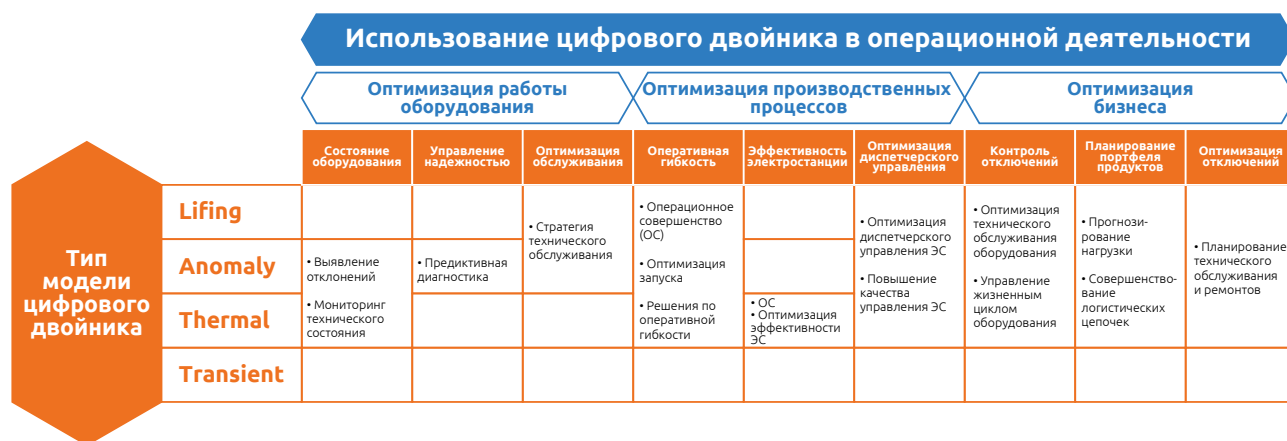 Использование цифрового двойника в операционной деятельности
Оптимизация работы
оборудования
Оптимизация производственных
процессов
Оптимизация
бизнеса
Состояние
оборудования
Управление
надежностью
Оптимизация
обслуживания
Оперативная
гибкость
Эффективность
электростанции
Оптимизация
диспетчерского
управления
Контроль
отключений
Планирование
портфеля
продуктов
Оптимизация
отключений
Тип
модели
цифрового
двойника
Lifing
Anomaly
Thermal
Transient
• Выявление
отклонений
• Мониторинг
технического
состояния
• Предиктивная
диагностика
• Стратегия
технического
обслуживания
• Операционное
совершенство
(ОС)
• Оптимизация
запуска
• Решения по
оперативной
гибкости
• ОС
• Оптимизация
эффективности
ЭС
• Оптимизация
диспетчерского
управления ЭС
• Повышение
качества
управления ЭС
• Оптимизация
технического
обслуживания
оборудования
• Управление
жизненным
циклом
оборудования
• Прогнози-
рование
нагрузки
• Совершенство-
вание
логистических
цепочек
• Планирование
технического
обслуживания
и ремонтов